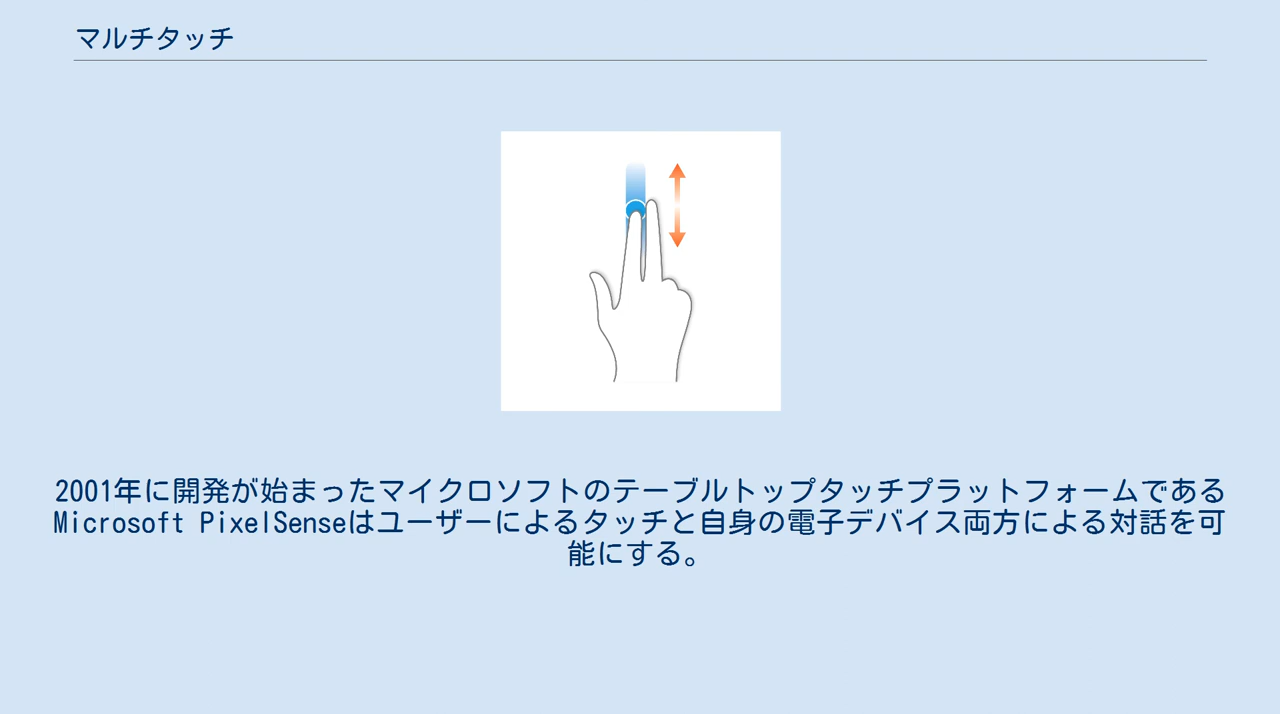 マルチタッチ
2001年に開発が始まったマイクロソフトのテーブルトップタッチプラットフォームである
Microsoft PixelSenseはユーザーによるタッチと自身の電子デバイス両方による対話を可
能にする。